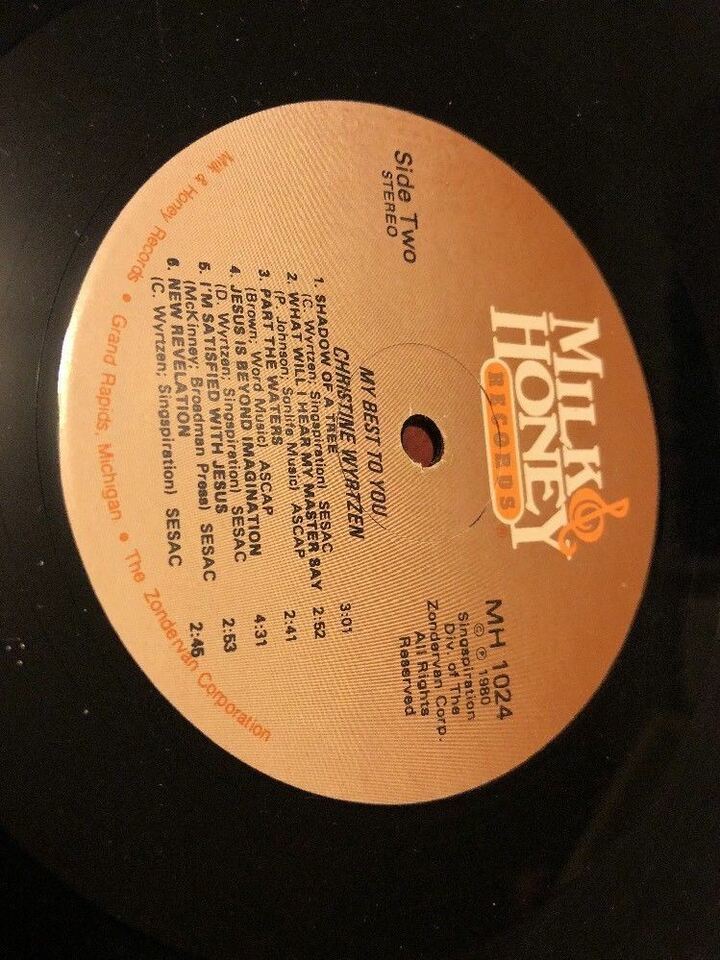 MILK & HONEY
RECORDS
®
Side Two
STEREO
MH 1024
© ℗ 1980
Singspiration
Div. of The
Zondervan Corp.
All Rights
Reserved
MY BEST TO YOU
CHRISTINE WYRTZEN
1. SHADOW OF A TREE 3:01
(C. Wyrtzen; Singspiration) SESAC
2. WHAT WILL I HEAR MY MASTER SAY 2:52
(P. Johnson; Sonlife Music) ASCAP
3. PART THE WATERS 2:41
(Brown; Word Music) ASCAP
4. JESUS IS BEYOND IMAGINATION 4:31
(D. Wyrtzen; Singspiration) SESAC
5. I'M SATISFIED WITH JESUS 2:53
(McKinney; Broadman Press) SESAC
6. NEW REVELATION 2:45
(C. Wyrtzen; Singspiration) SESAC
Milk & Honey Records • Grand Rapids, Michigan • The Zondervan Corporation